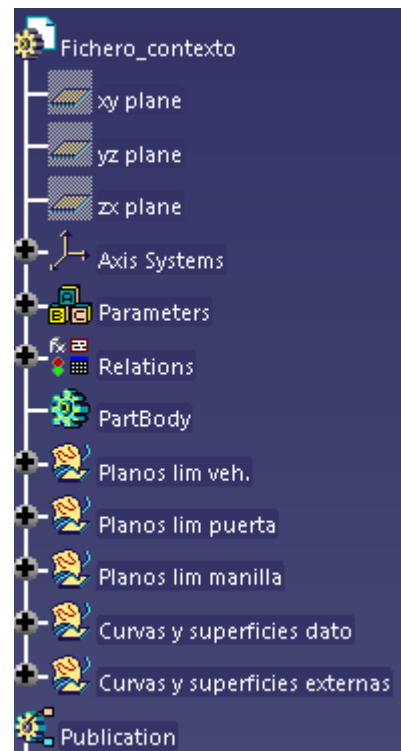 Fichero_contexto
xy plane
yz plane
zx plane
Axis Systems
Parameters
Relations
PartBody
Planos lim veh.
Planos lim puerta
Planos lim manilla
Curvas y superficies dato
Curvas y superficies externas
Publication